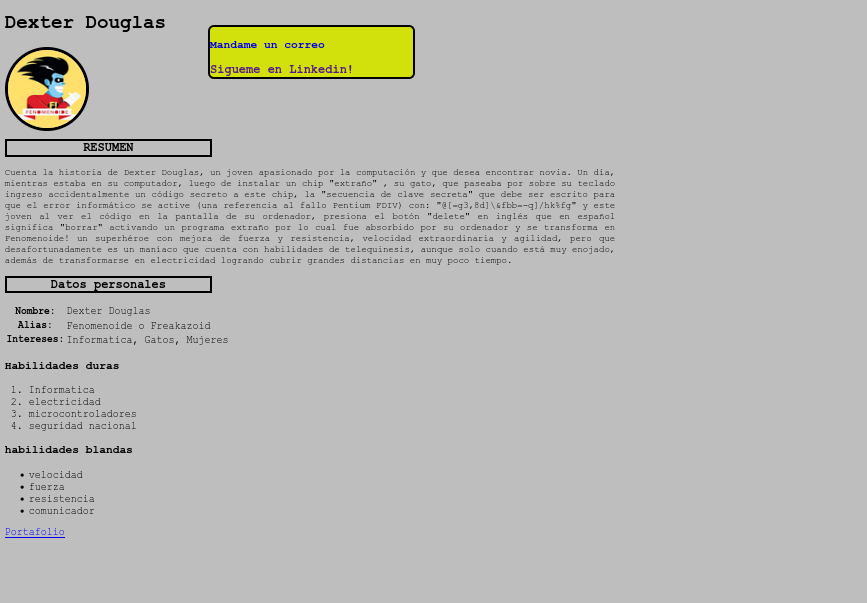 Dexter Douglas
Mandame un correo
Sigueme en Linkedin!
FENOMENOIDE
RESUMEN
Cuenta la historia de Dexter Douglas, un joven apasionado por la computación y que desea encontrar novia. Un día,
mientras estaba en su computador, luego de instalar un chip "extraño" , su gato, que paseaba por sobre su teclado
ingreso accidentalmente un código secreto a este chip, la "secuencia de clave secreta" que debe ser escrito para
que el error informático se active (una referencia al fallo Pentium FDIV) con: "@[=g3,8d]\&fbb=-q]/hk%fg" y este
joven al ver el código en la pantalla de su ordenador, presiona el botón "delete" en inglés que en español
significa "borrar" activando un programa extraño por lo cual fue absorbido por su ordenador y se transforma en
Fenomenoide! un superhéroe con mejora de fuerza y resistencia, velocidad extraordinaria y agilidad, pero que
desafortunadamente es un maniaco que cuenta con habilidades de telequinesis, aunque solo cuando está muy enojado,
además de transformarse en electricidad logrando cubrir grandes distancias en muy poco tiempo.
Datos personales
Nombre: Dexter Douglas
Alias: Fenomenoide o Freakazoid
Intereses: Informatica, Gatos, Mujeres
Habilidades duras
1. Informatica
2. electricidad
3. microcontroladores
4. seguridad nacional
habilidades blandas
• velocidad
• fuerza
• resistencia
• comunicador
Portafolio